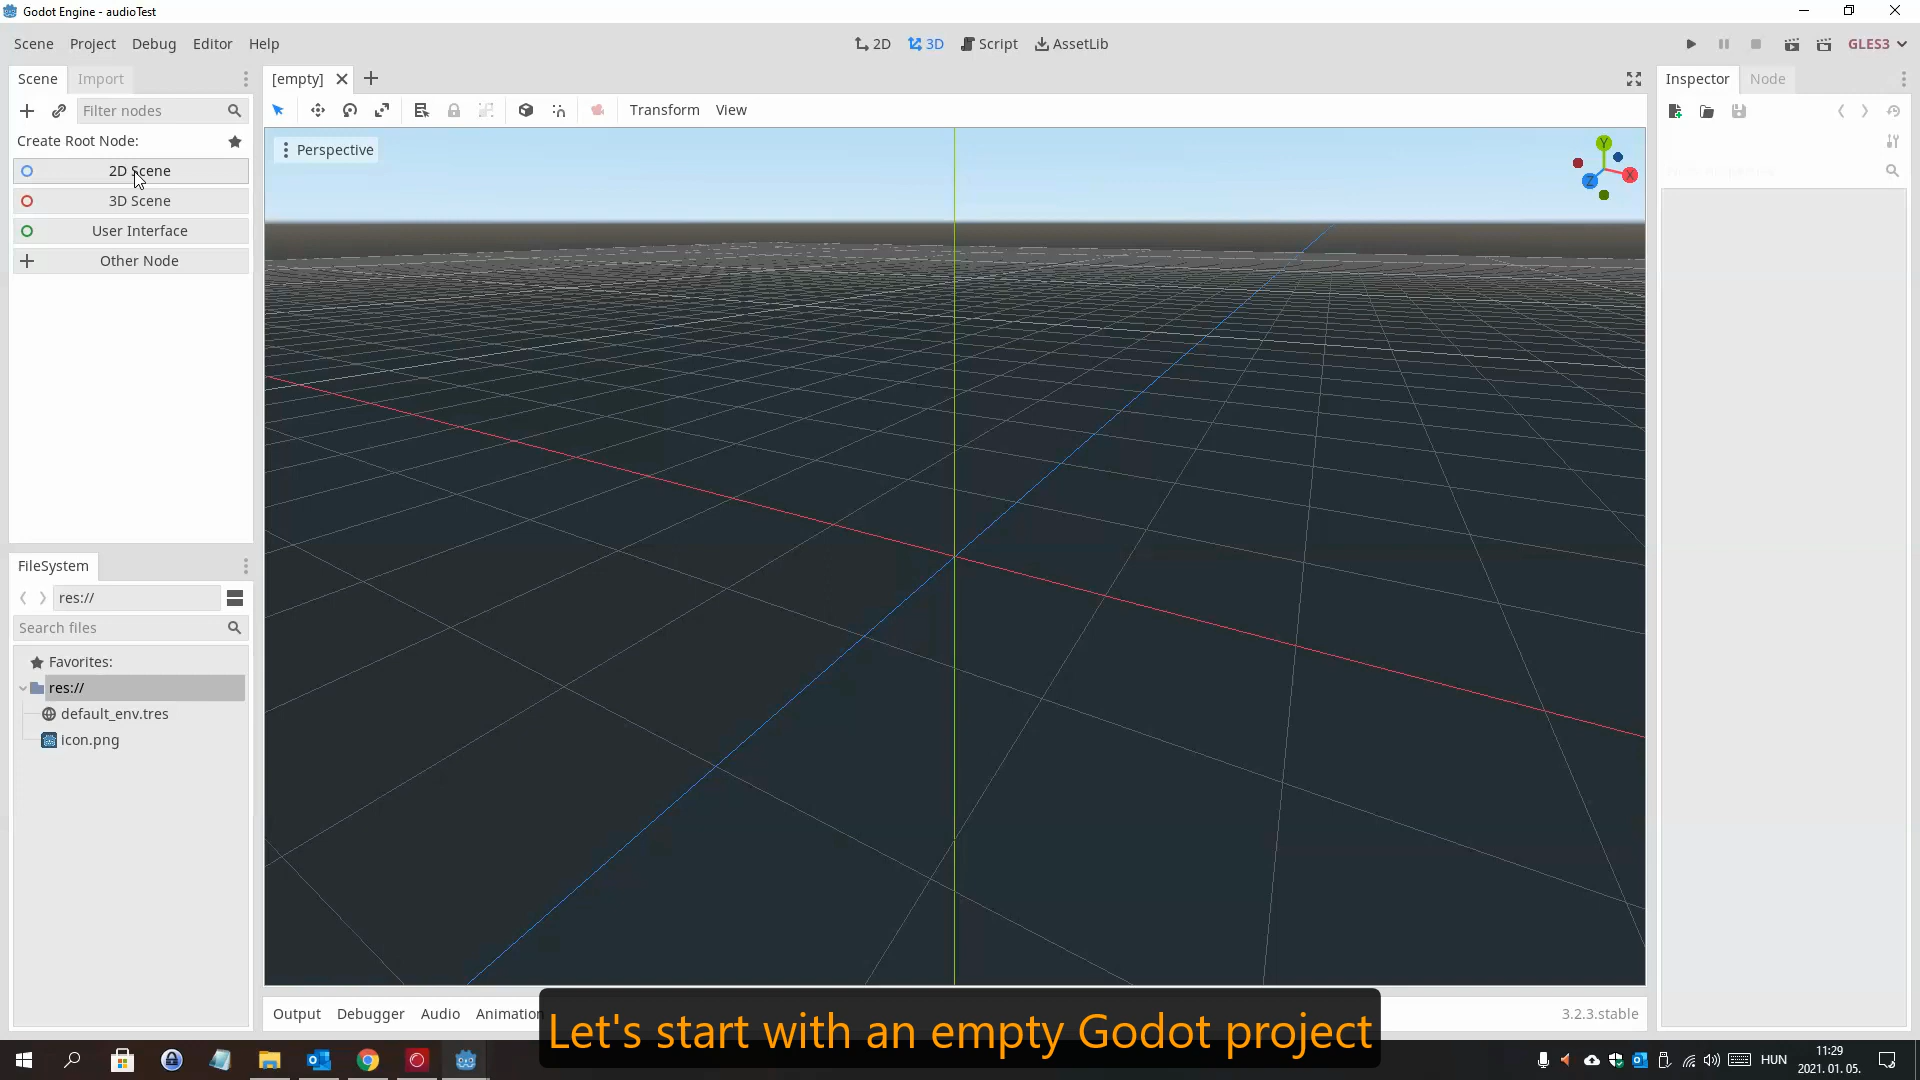 Godot Engine - audioTest
Scene Project Debug Editor Help
2D 3D Script AssetLib
GLES3
Scene Import
[empty]
Inspector Node
Filter nodes
Transform View
Create Root Node:
Perspective
Y
X
Z
2D Scene
3D Scene
User Interface
Other Node
FileSystem
res://
Search files
Favorites:
res://
default_env.tres
icon.png
Output Debugger Audio Animation
3.2.3.stable
Let's start with an empty Godot project
HUN
11:29
2021. 01. 05.